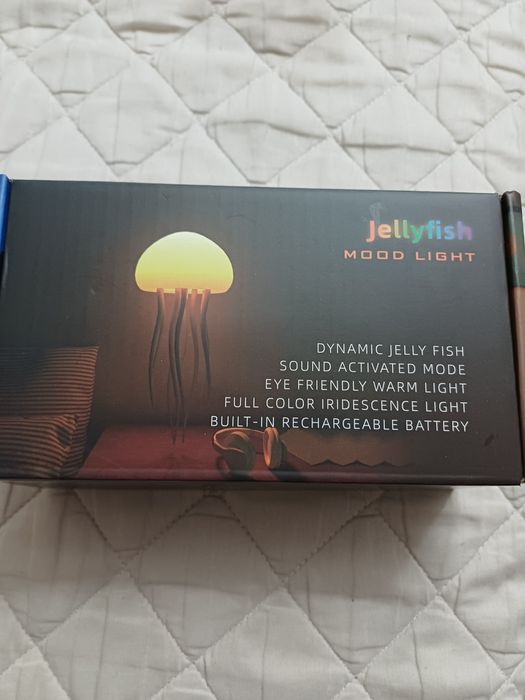 Jellyfish
MOOD LIGHT
DYNAMIC JELLY FISH
SOUND ACTIVATED MODE
EYE FRIENDLY WARM LIGHT
FULL COLOR IRIDESCENCE LIGHT
BUILT-IN RECHARGEABLE BATTERY